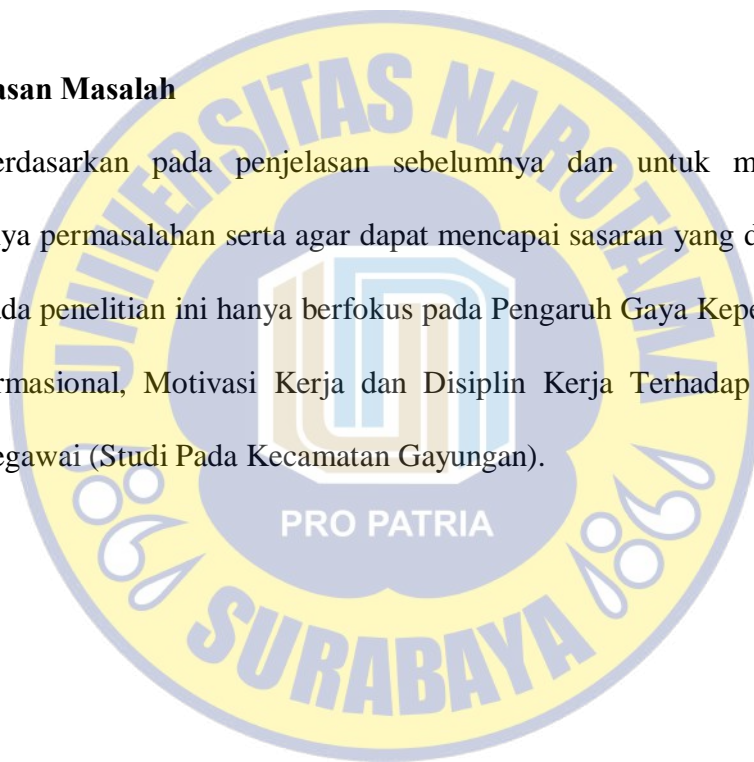 asan Masalah
erdasarkan pada penjelasan sebelumnya dan untuk m
ya permasalahan serta agar dapat mencapai sasaran yang d
da penelitian ini hanya berfokus pada Pengaruh Gaya Kepe
rmasional, Motivasi Kerja dan Disiplin Kerja Terhadap
egawai (Studi Pada Kecamatan Gayungan).
UNIVERSITAS NAROTAMA
PRO PATRIA
SURABAYA